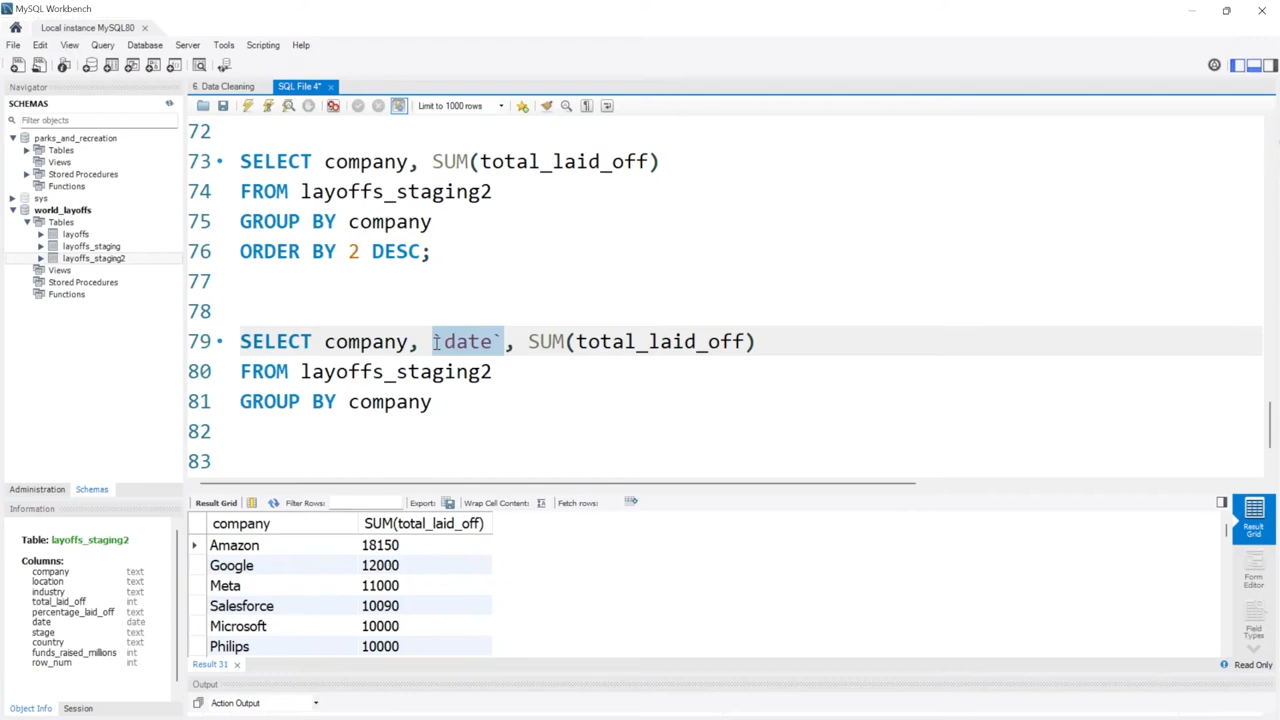 MySQL Workbench
Local instance MySQL80
File Edit View Query Database Server Tools Scripting Help
Navigator
SCHEMAS
Filter objects
parks_and_recreation
Tables
Views
Stored Procedures
Functions
sys
world_layoffs
Tables
layoffs
layoffs_staging
layoffs_staging2
Views
Stored Procedures
Functions
Administration Schemas
Information
Table: layoffs_staging2
Columns:
company text
location text
industry text
total_laid_off int
percentage_laid_off text
date date
stage text
country text
funds_raised_millions int
row_num int
Object Info Session
6. Data Cleaning SQL File 4*
Limit to 1000 rows
72
73 SELECT company, SUM(total_laid_off)
74 FROM layoffs_staging2
75 GROUP BY company
76 ORDER BY 2 DESC;
77
78
79 SELECT company, `date`, SUM(total_laid_off)
80 FROM layoffs_staging2
81 GROUP BY company
82
83
Result Grid Filter Rows: Export: Wrap Cell Content: Fetch rows:
company SUM(total_laid_off)
Amazon 18150
Google 12000
Meta 11000
Salesforce 10090
Microsoft 10000
Philips 10000
Result 31
Result Grid
Form Editor
Field Types
Read Only
Output
Action Output